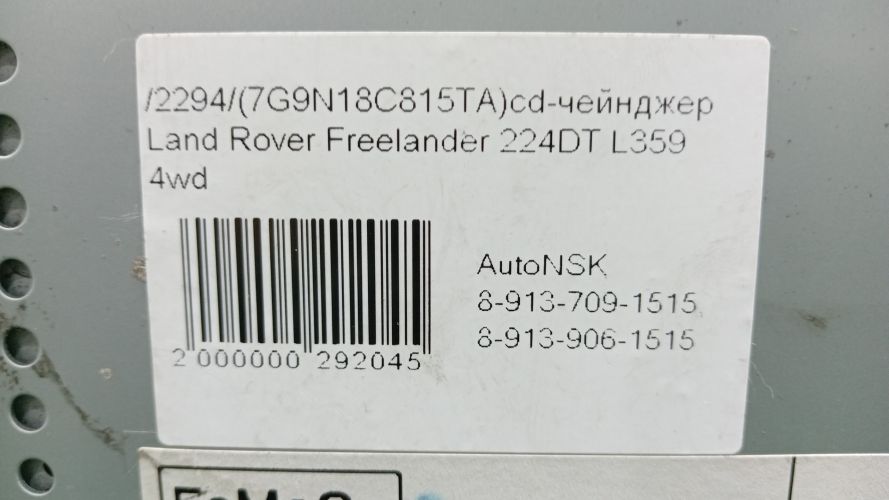 /2294/(7G9N18C815TA)cd-чейнджер
Land Rover Freelander 224DT L359
4wd
AutoNSK
8-913-709-1515
8-913-906-1515
2 000000 292045